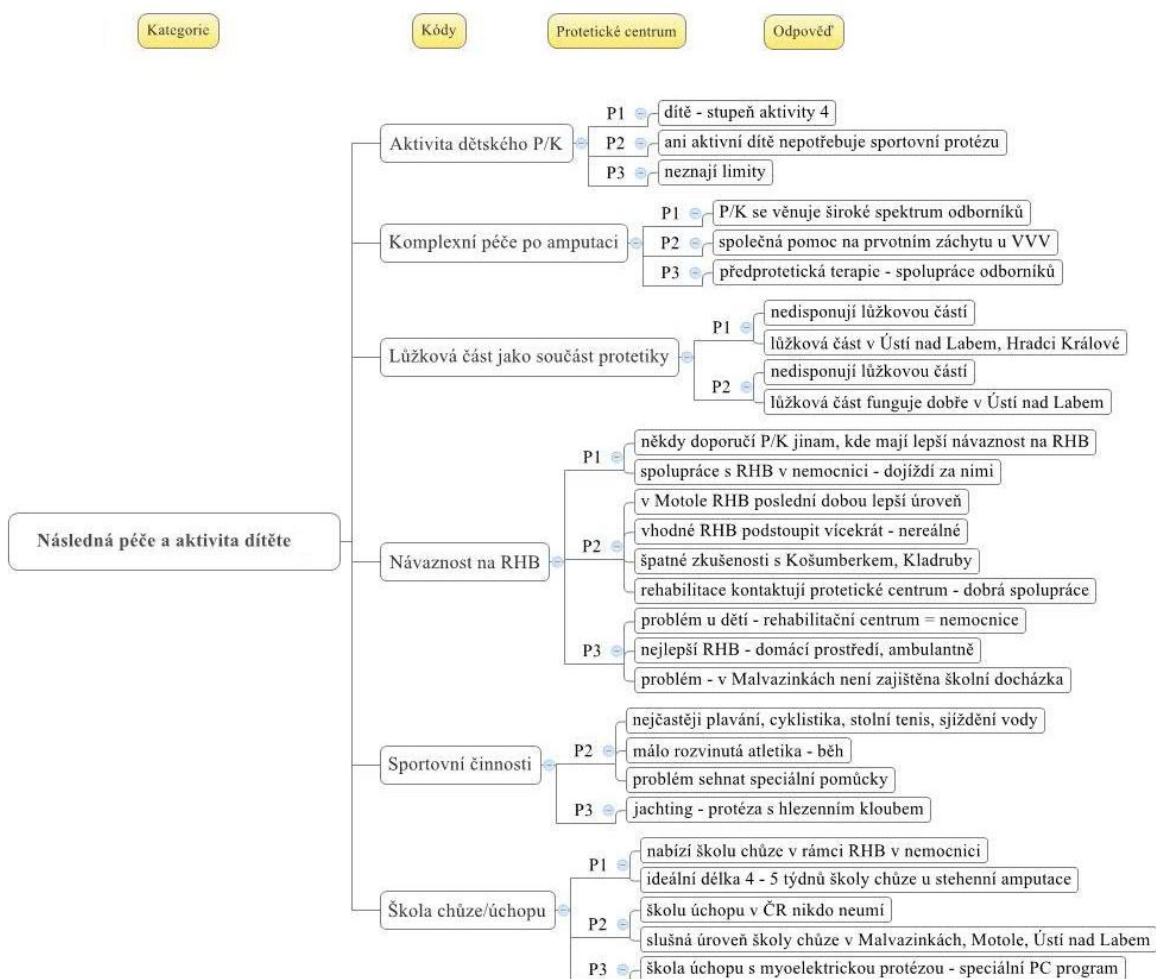 Kategorie
Kódy
Protetické centrum
Odpověď
Následná péče a aktivita dítěte
Aktivita dětského P/K
P1
dítě - stupeň aktivity 4
P2
ani aktivní dítě nepotřebuje sportovní protézu
P3
neznají limity
Komplexní péče po amputaci
P1
P/K se věnuje široké spektrum odborníků
P2
společná pomoc na prvotním záchytu u VVV
P3
předprotetická terapie - spolupráce odborníků
Lůžková část jako součást protetiky
P1
nedisponují lůžkovou částí
lůžková část v Ústí nad Labem, Hradci Králové
P2
nedisponují lůžkovou částí
lůžková část funguje dobře v Ústí nad Labem
Návaznost na RHB
P1
někdy doporučí P/K jinam, kde mají lepší návaznost na RHB
spolupráce s RHB v nemocnici - dojíždí za nimi
P2
v Motole RHB poslední dobou lepší úroveň
vhodné RHB podstoupit vícekrát - nereálné
špatné zkušenosti s Košumberkem, Kladruby
rehabilitace kontaktují protetické centrum - dobrá spolupráce
P3
problém u dětí - rehabilitační centrum = nemocnice
nejlepší RHB - domácí prostředí, ambulantně
problém - v Malvazinkách není zajištěna školní docházka
Sportovní činnosti
P2
nejčastěji plavání, cyklistika, stolní tenis, sjíždění vody
málo rozvinutá atletika - běh
problém sehnat speciální pomůcky
P3
jachting - protéza s hlezenním kloubem
Škola chůze/úchopu
P1
nabízí školu chůze v rámci RHB v nemocnici
ideální délka 4 - 5 týdnů školy chůze u stehenní amputace
P2
školu úchopu v ČR nikdo neumí
slušná úroveň školy chůze v Malvazinkách, Motole, Ústí nad Labem
P3
škola úchopu s myoelektrickou protézou - speciální PC program